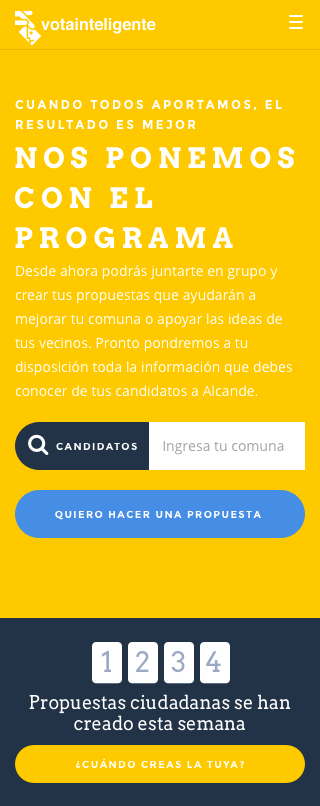 votainteligente
CUANDO TODOS APORTAMOS, EL
RESULTADO ES MEJOR
NOS PONEMOS
CON EL
PROGRAMA
Desde ahora podrás juntarte en grupo y
crear tus propuestas que ayudarán a
mejorar tu comuna o apoyar las ideas de
tus vecinos. Pronto pondremos a tu
disposición toda la información que debes
conocer de tus candidatos a Alcande.
CANDIDATOS Ingresa tu comuna
QUIERO HACER UNA PROPUESTA
1 2 3 4
Propuestas ciudadanas se han
creado esta semana
¿CUÁNDO CREAS LA TUYA?